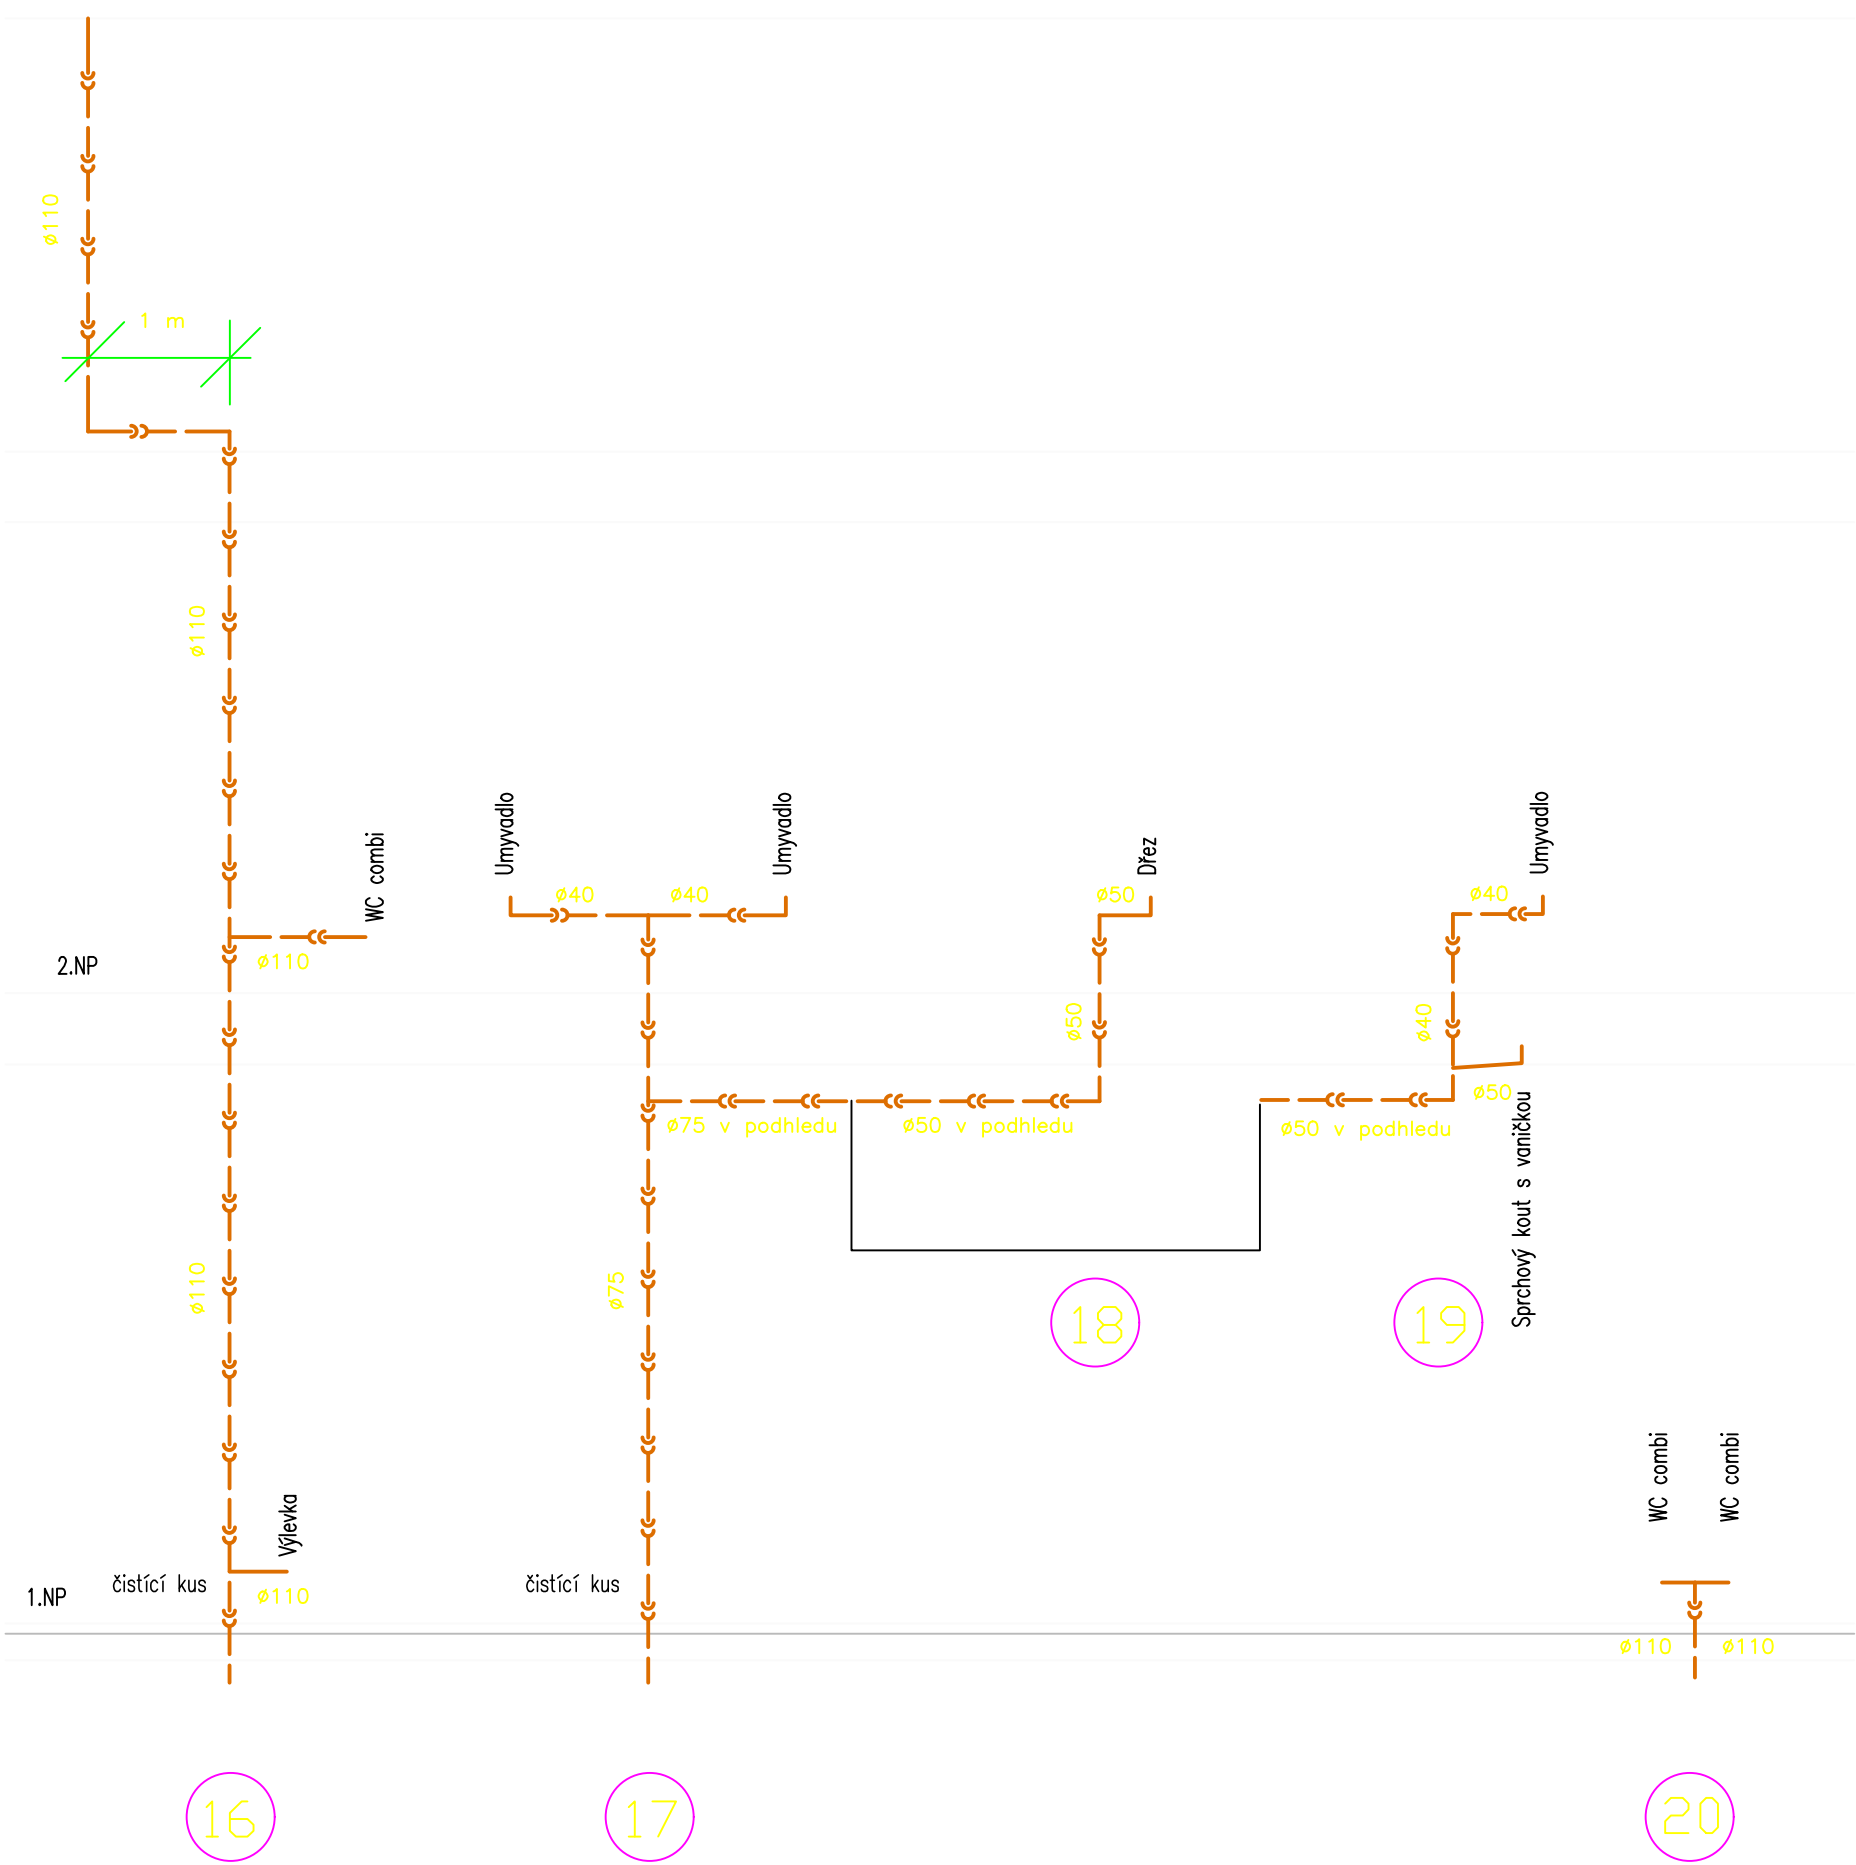 ø110
1 m
ø110
Umyvadlo
Umyvadlo
Umyvadlo
WC combi
Dřez
ø40
ø40
ø50
ø40
2.NP
ø110
ø50
ø40
ø50
ø75 v podhledu
ø50 v podhledu
ø50 v podhledu
Sprchový kout s vaničkou
ø110
ø75
18
19
WC combi
WC combi
Výlevka
čistící kus
čistící kus
1.NP
ø110
ø110
ø110
16
17
20